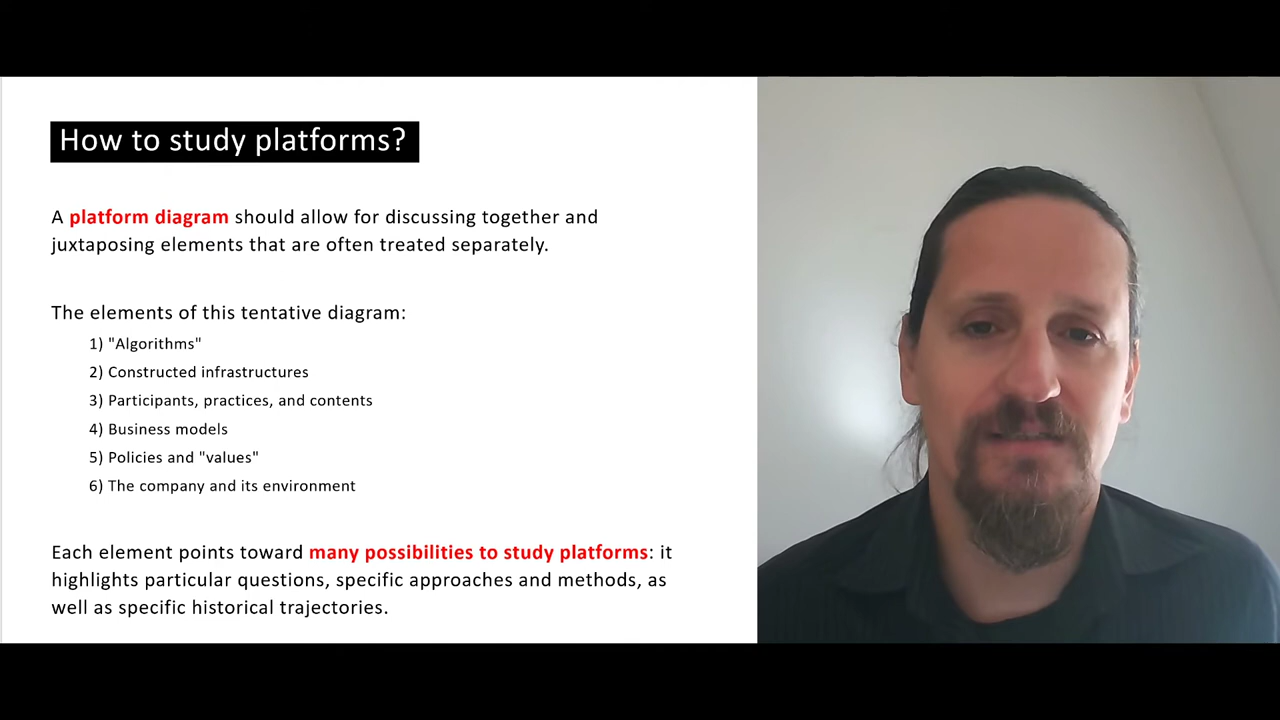 How to study platforms?
A platform diagram should allow for discussing together and
juxtaposing elements that are often treated separately.
The elements of this tentative diagram:
1) "Algorithms"
2) Constructed infrastructures
3) Participants, practices, and contents
4) Business models
5) Policies and "values"
6) The company and its environment
Each element points toward many possibilities to study platforms: it
highlights particular questions, specific approaches and methods, as
well as specific historical trajectories.